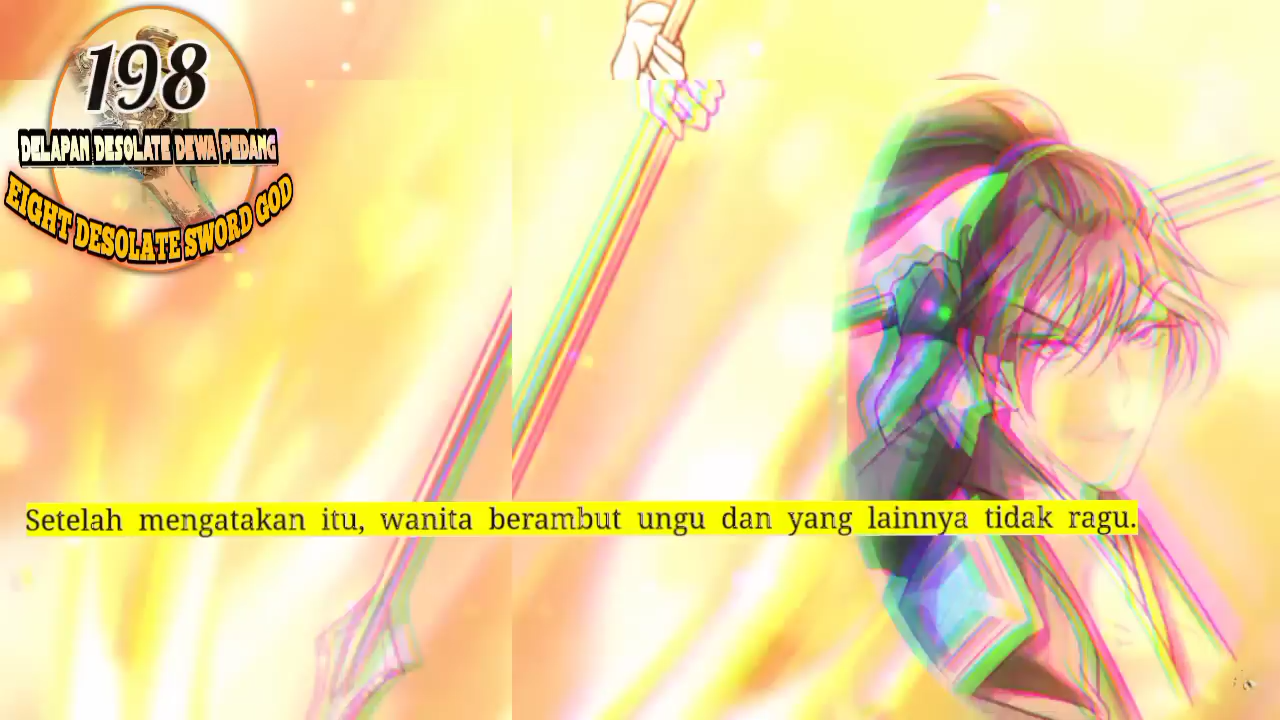 198
DELAPAN DESOLATE DEWA PEDANG
EIGHT DESOLATE SWORD GOD
Setelah mengatakan itu, wanita berambut ungu dan yang lainnya tidak ragu.